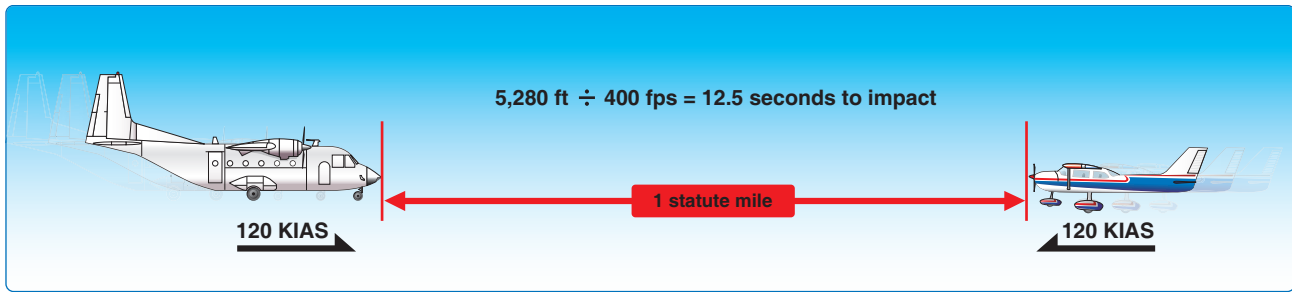 5,280 ft ÷ 400 fps = 12.5 seconds to impact
1 statute mile
120 KIAS
120 KIAS